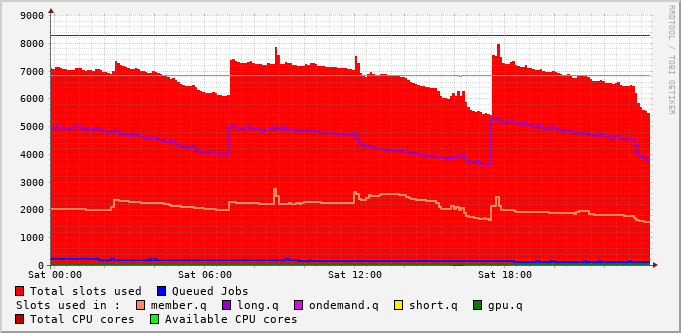 9000
8000
7000
6000
5000
4000
3000
2000
1000
0
Sat 00:00 Sat 06:00 Sat 12:00 Sat 18:00
RRDTOOL / TOBI OETIKER
Total slots used Queued Jobs
Slots used in : member.q long.q ondemand.q short.q gpu.q
Total CPU cores Available CPU cores